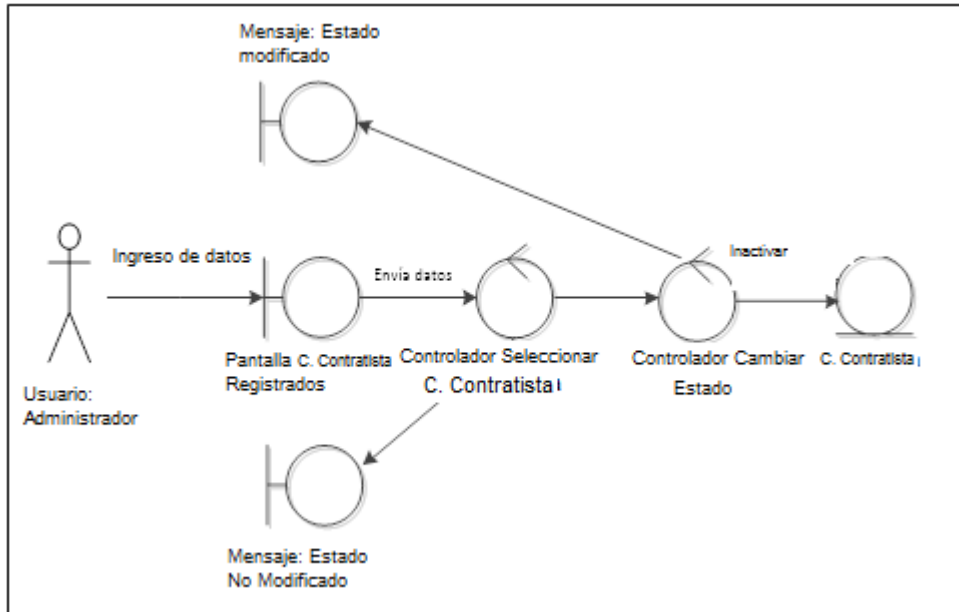 Mensaje: Estado
modificado
Ingreso de datos
Envía datos
Inactivar
Usuario:
Administrador
Pantalla C. Contratista
Registrados
Controlador Seleccionar
C. Contratista
Controlador Cambiar
Estado
C. Contratista
Mensaje: Estado
No Modificado